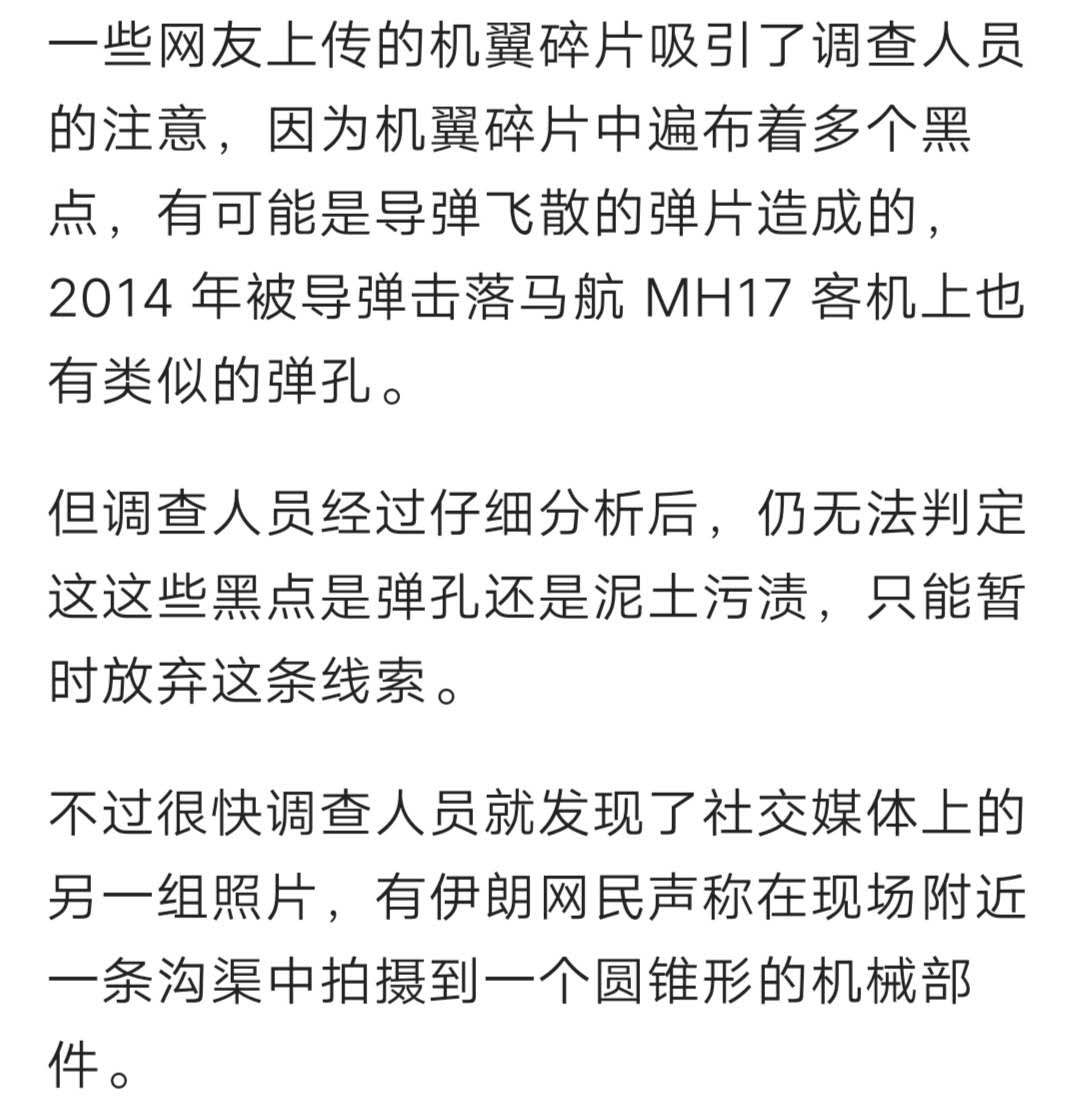 一些网友上传的机翼碎片吸引了调查人员
的注意，因为机翼碎片中遍布着多个黑
点，有可能是导弹飞散的弹片造成的，
2014 年被导弹击落马航 MH17 客机上也
有类似的弹孔。
但调查人员经过仔细分析后，仍无法判定
这这些黑点是弹孔还是泥土污渍，只能暂
时放弃这条线索。
不过很快调查人员就发现了社交媒体上的
另一组照片，有伊朗网民声称在现场附近
一条沟渠中拍摄到一个圆锥形的机械部
件。